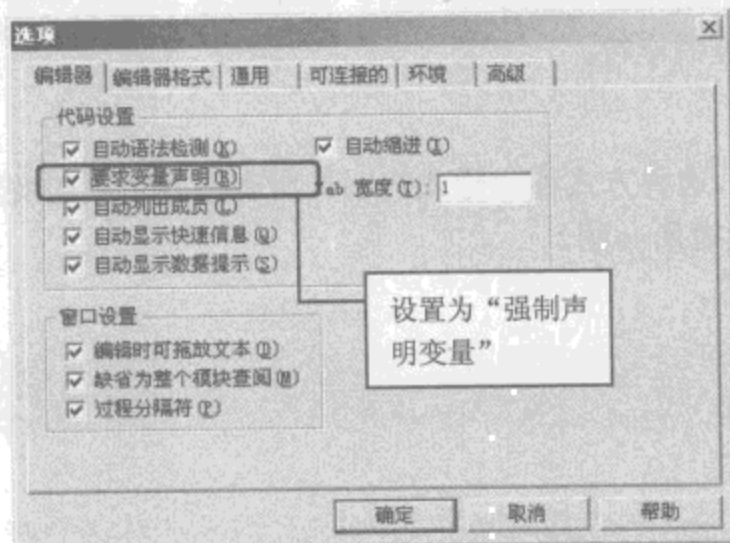 选项
编辑器 编辑器格式 通用 可连接的 环境 高级
代码设置
自动语法检测(K) 自动缩进(I)
要求变量声明(R) Tab 宽度(T): 1
自动列出成员(L)
自动显示快速信息(Q)
自动显示数据提示(S)
设置为“强制声
明变量”
窗口设置
编辑时可拖放文本(D)
缺省为整个模块查阅(M)
过程分隔符(P)
确定 取消 帮助